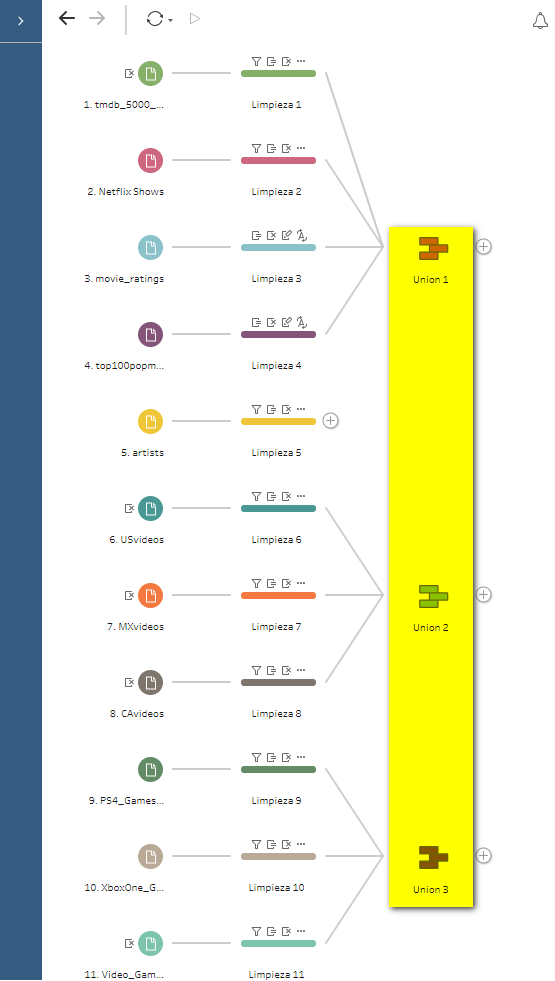 1. tmdb_5000_...
Limpieza 1
2. Netflix Shows
Limpieza 2
3. movie_ratings
Limpieza 3
Union 1
4. top100popm...
Limpieza 4
5. artists
Limpieza 5
6. USvideos
Limpieza 6
7. MXvideos
Limpieza 7
Union 2
8. CAvideos
Limpieza 8
9. PS4_Games...
Limpieza 9
10. XboxOne_G...
Limpieza 10
Union 3
11. Video_Gam...
Limpieza 11